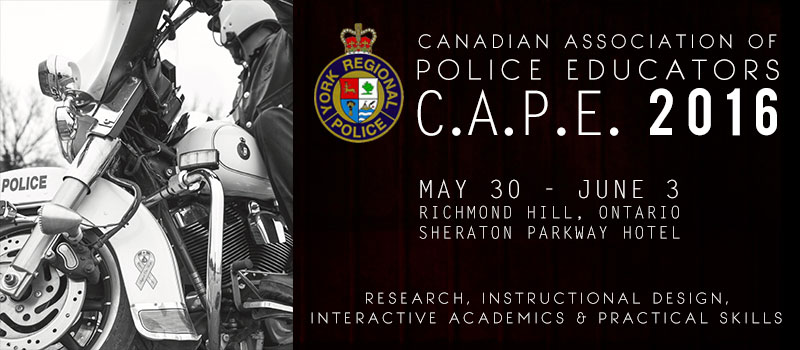 CANADIAN ASSOCIATION OF
POLICE EDUCATORS
C.A.P.E. 2016
YORK REGIONAL
POLICE
MAY 30 - JUNE 3
RICHMOND HILL, ONTARIO
SHERATON PARKWAY HOTEL
POLICE
RESEARCH, INSTRUCTIONAL DESIGN,
INTERACTIVE ACADEMICS & PRACTICAL SKILLS